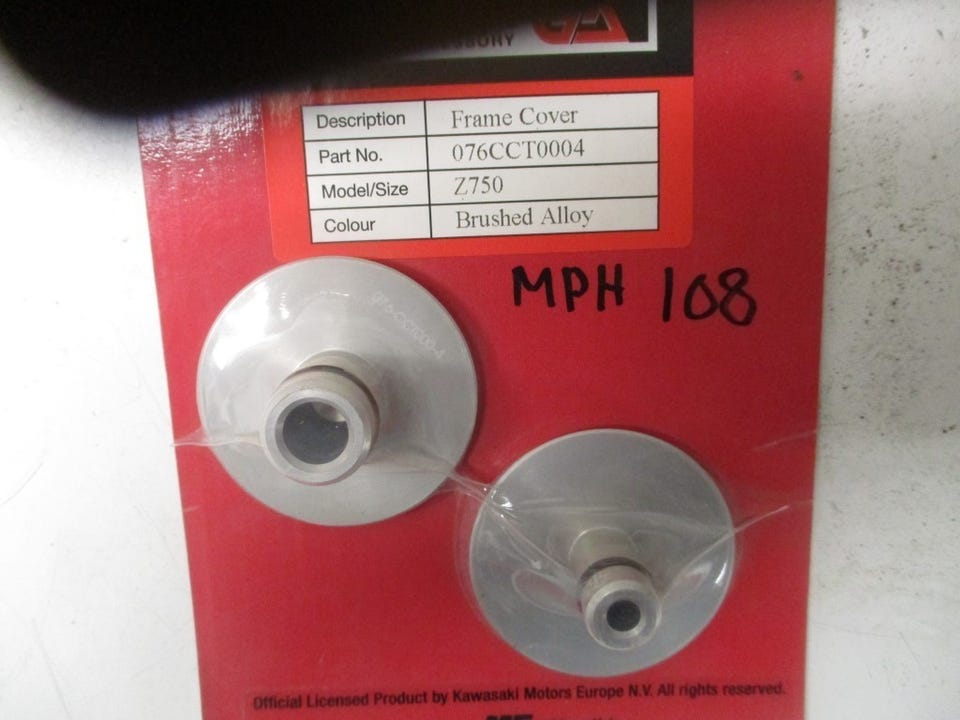 Description Frame Cover
Part No. 076CCT0004
Model/Size Z750
Colour Brushed Alloy
MPH 108
Official Licensed Product by Kawasaki Motors Europe N.V. All rights reserved.